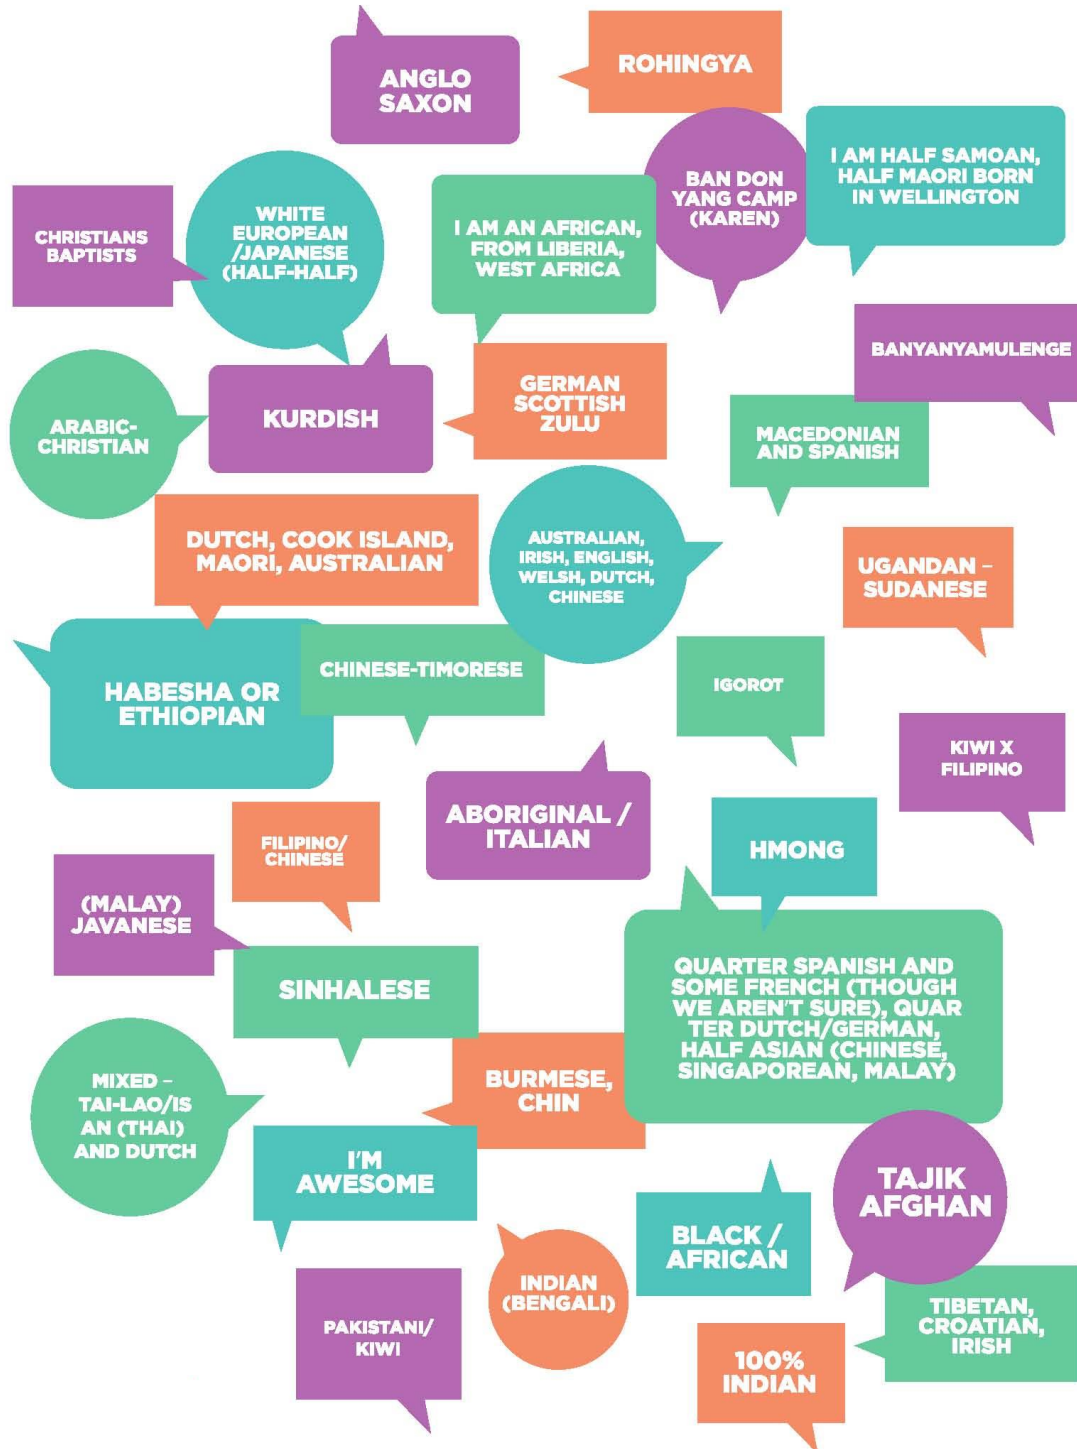 ANGLO
SAXON
ROHINGYA
I AM HALF SAMOAN,
HALF MAORI BORN
IN WELLINGTON
BAN DON
YANG CAMP
(KAREN)
CHRISTIANS
BAPTISTS
WHITE
EUROPEAN
/JAPANESE
(HALF-HALF)
I AM AN AFRICAN,
FROM LIBERIA,
WEST AFRICA
BANYANYAMULENGE
ARABIC-
CHRISTIAN
KURDISH
GERMAN
SCOTTISH
ZULU
MACEDONIAN
AND SPANISH
DUTCH, COOK ISLAND,
MAORI, AUSTRALIAN
AUSTRALIAN,
IRISH, ENGLISH,
WELSH, DUTCH,
CHINESE
UGANDAN –
SUDANESE
HABESHA OR
ETHIOPIAN
CHINESE-TIMORESE
IGOROT
KIWI X
FILIPINO
ABORIGINAL /
ITALIAN
FILIPINO/
CHINESE
HMONG
(MALAY)
JAVANESE
SINHALESE
QUARTER SPANISH AND
SOME FRENCH (THOUGH
WE AREN'T SURE), QUAR
TER DUTCH/GERMAN,
HALF ASIAN (CHINESE,
SINGAPOREAN, MALAY)
MIXED –
TAI-LAO/IS
AN (THAI)
AND DUTCH
BURMESE,
CHIN
I'M
AWESOME
TAJIK
AFGHAN
BLACK /
AFRICAN
INDIAN
(BENGALI)
PAKISTANI/
KIWI
TIBETAN,
CROATIAN,
IRISH
100%
INDIAN